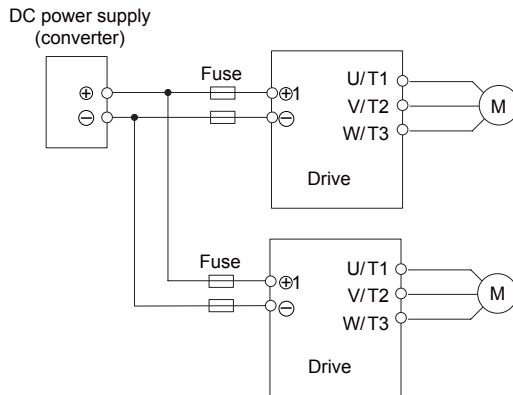 DC power supply
(converter)
Fuse
⊕
⊖
⊕1
⊖
U/T1
V/T2
W/T3
M
Drive
Fuse
⊕1
⊖
U/T1
V/T2
W/T3
M
Drive